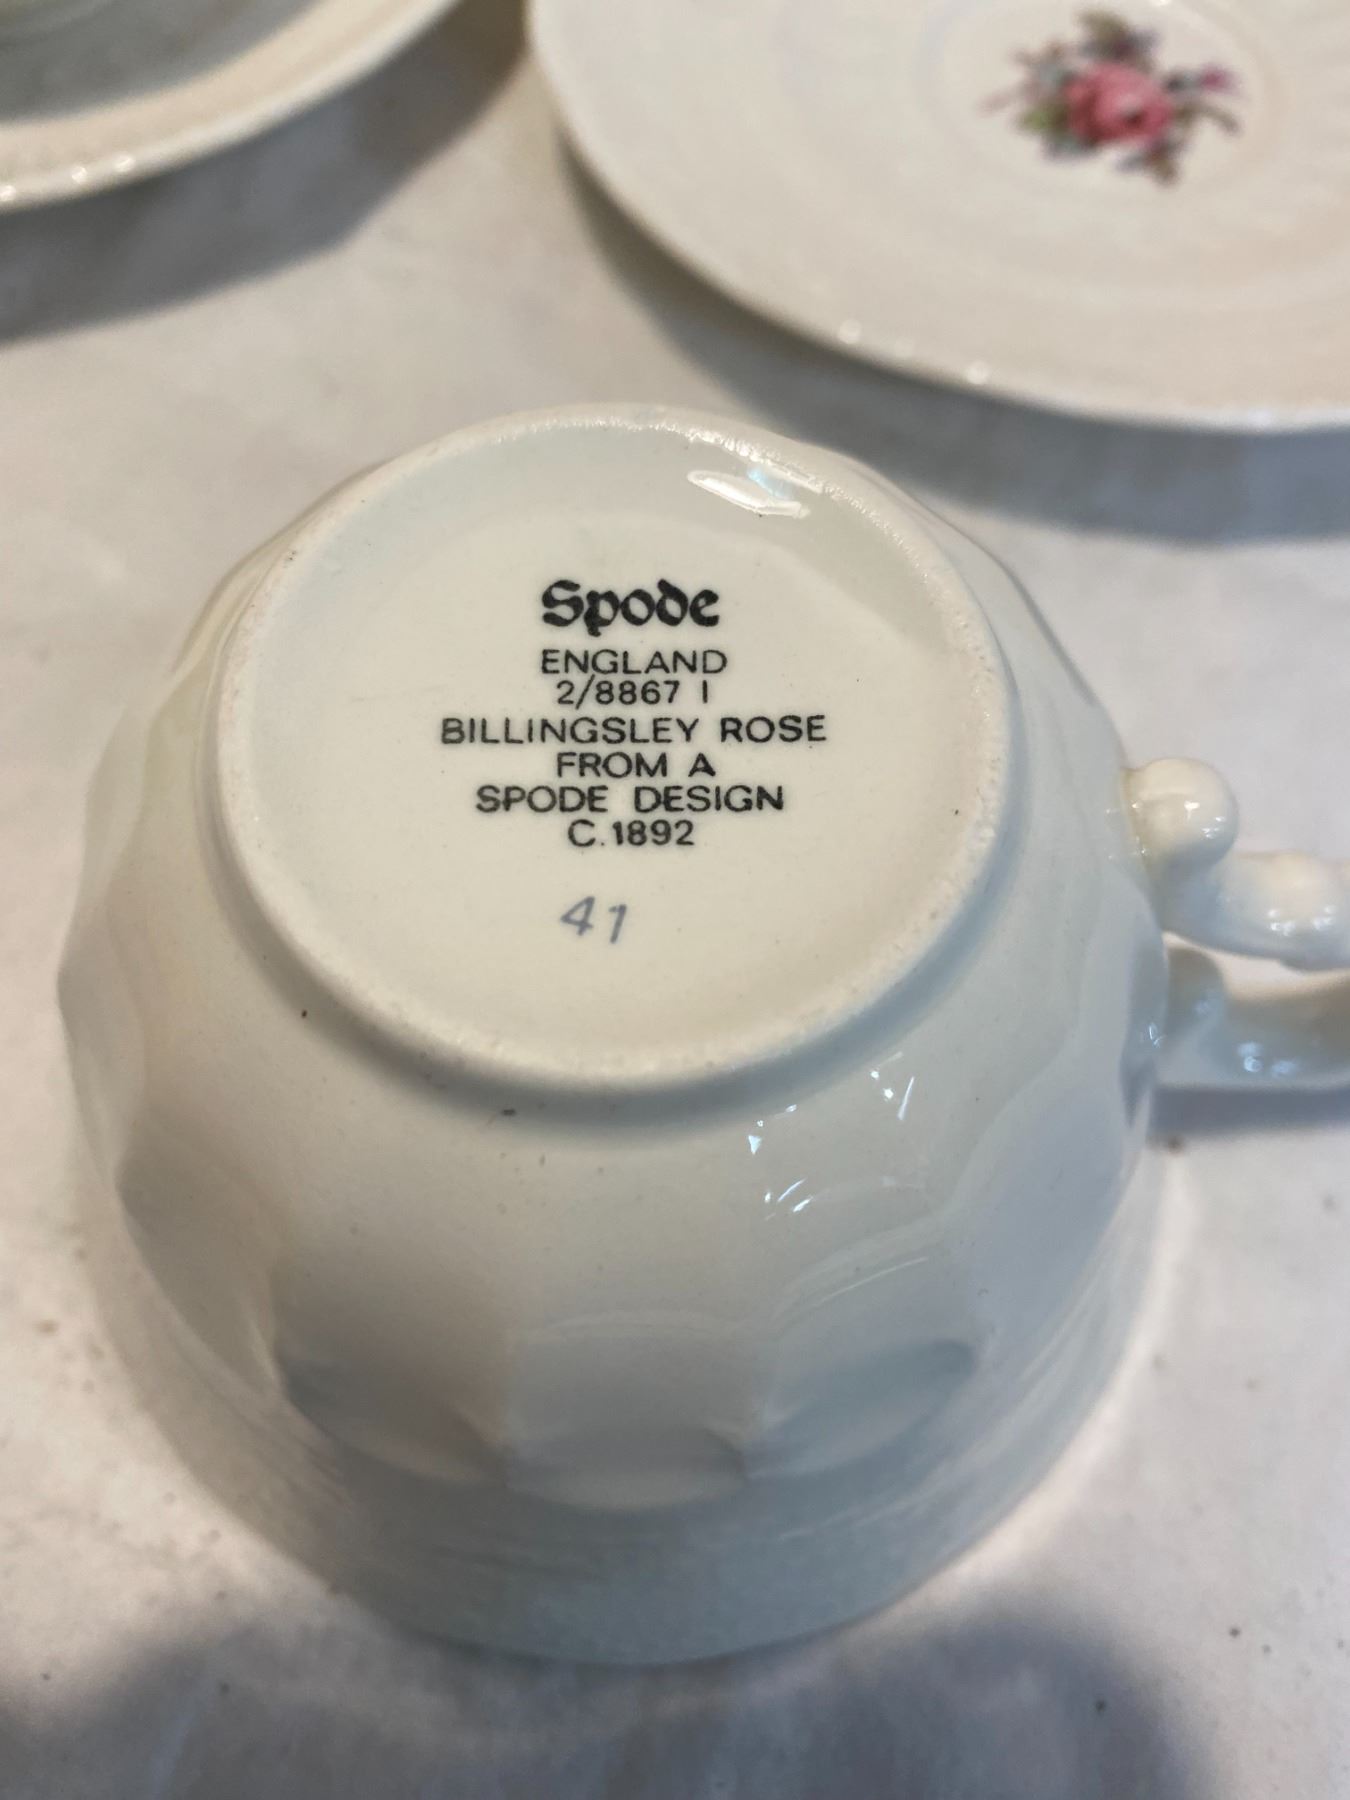 Spode
ENGLAND
2/8867 I
BILLINGSLEY ROSE
FROM A
SPODE DESIGN
C.1892
41